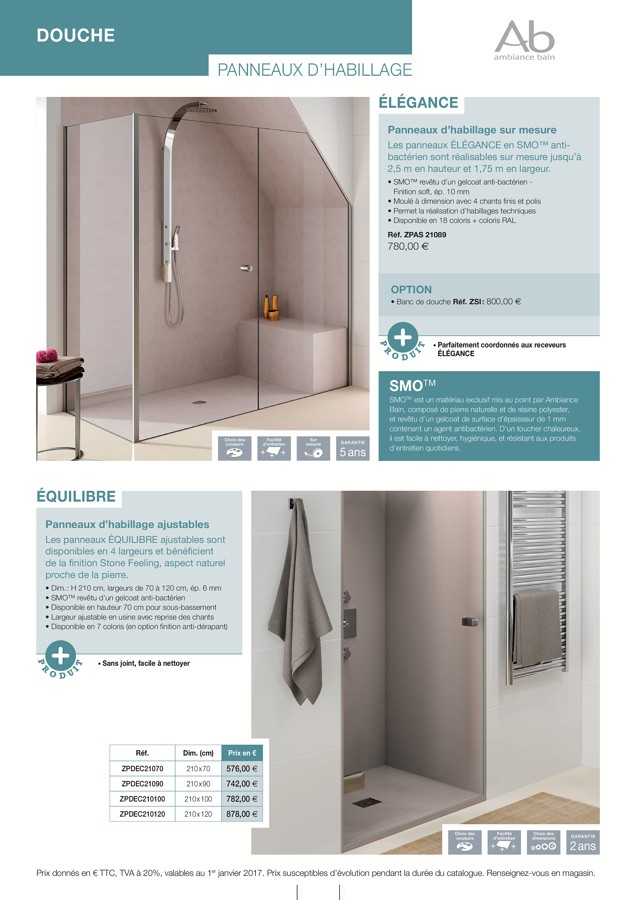 DOUCHE
Ab
ambiance bain
PANNEAUX D'HABILLAGE
ÉLÉGANCE
Panneaux d'habillage sur mesure
Les panneaux ÉLÉGANCE en SMO™ anti-
bactérien sont réalisables sur mesure jusqu'à
2,5 m en hauteur et 1,75 m en largeur.
• SMO™ revêtu d'un gelcoat anti-bactérien -
Finition soft, ép. 10 mm
• Moulé à dimension avec 4 chants finis et polis
• Permet la réalisation d'habillages techniques
• Disponible en 18 coloris + coloris RAL
Réf. ZPAS 21089
780,00 €
OPTION
• Banc de douche Réf. ZSI : 800,00 €
+
PRODUIT
• Parfaitement coordonnés aux receveurs
ÉLÉGANCE
SMO™
SMO™ est un matériau exclusif mis au point par Ambiance
Bain, composé de pierre naturelle et de résine polyester,
et revêtu d'un gelcoat de surface d'épaisseur de 1 mm
contenant un agent antibactérien. D'un toucher chaleureux,
il est facile à nettoyer, hygiénique, et résistant aux produits
d'entretien quotidiens.
Choix des couleurs
Facilité d'entretien
Sur mesure
GARANTIE
5 ans
ÉQUILIBRE
Panneaux d'habillage ajustables
Les panneaux ÉQUILIBRE ajustables sont
disponibles en 4 largeurs et bénéficient
de la finition Stone Feeling, aspect naturel
proche de la pierre.
• Dim. : H 210 cm, largeurs de 70 à 120 cm, ép. 6 mm
• SMO™ revêtu d'un gelcoat anti-bactérien
• Disponible en hauteur 70 cm pour sous-bassement
• Largeur ajustable en usine avec reprise des chants
• Disponible en 7 coloris (en option finition anti-dérapant)
+
PRODUIT
• Sans joint, facile à nettoyer
Réf. Dim. (cm) Prix en €
ZPDEC21070 210x70 576,00 €
ZPDEC21090 210x90 742,00 €
ZPDEC210100 210x100 782,00 €
ZPDEC210120 210x120 878,00 €
Choix des couleurs
Facilité d'entretien
Choix des dimensions
GARANTIE
2 ans
Prix donnés en € TTC, TVA à 20%, valables au 1er janvier 2017. Prix susceptibles d'évolution pendant la durée du catalogue. Renseignez-vous en magasin.